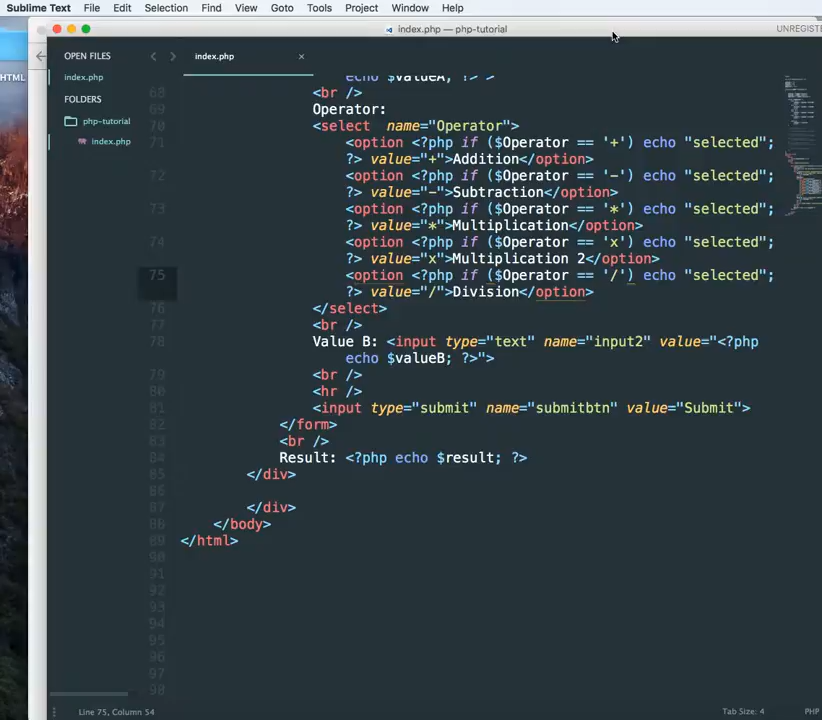 Sublime Text File Edit Selection Find View Goto Tools Project Window Help
index.php — php-tutorial
UNREGISTE
HTML
OPEN FILES
index.php
FOLDERS
php-tutorial
index.php
index.php ×
echo $valueA; ?>">
68 <br />
69 Operator:
70 <select name="Operator">
71 <option <?php if ($Operator == '+') echo "selected";
?> value="+">Addition</option>
72 <option <?php if ($Operator == '-') echo "selected";
?> value="-">Subtraction</option>
73 <option <?php if ($Operator == '*') echo "selected";
?> value="*">Multiplication</option>
74 <option <?php if ($Operator == 'x') echo "selected";
?> value="x">Multiplication 2</option>
75 <option <?php if ($Operator == '/') echo "selected";
?> value="/">Division</option>
76 </select>
77 <br />
78 Value B: <input type="text" name="input2" value="<?php
echo $valueB; ?>">
79 <br />
80 <hr />
81 <input type="submit" name="submitbtn" value="Submit">
82 </form>
83 <br />
84 Result: <?php echo $result; ?>
85 </div>
86
87 </div>
88 </body>
89 </html>
90
91
92
93
94
95
96
97
98
Line 75, Column 54
Tab Size: 4
PHP